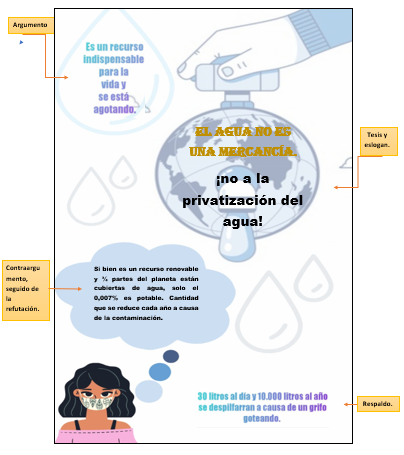 Argumento
Es un recurso
indispensable
para la
vida y
se está
agotando.
EL AGUA NO ES
UNA MERCANCÍA.
¡no a la
privatización del
agua!
Tesis y
eslogan.
Contraargu
mento,
seguido de
la
refutación.
Si bien es un recurso renovable
y ¾ partes del planeta están
cubiertas de agua, solo el
0,007% es potable. Cantidad
que se reduce cada año a causa
de la contaminación.
30 litros al día y 10.000 litros al año
se despilfarran a causa de un grifo
goteando.
Respaldo.